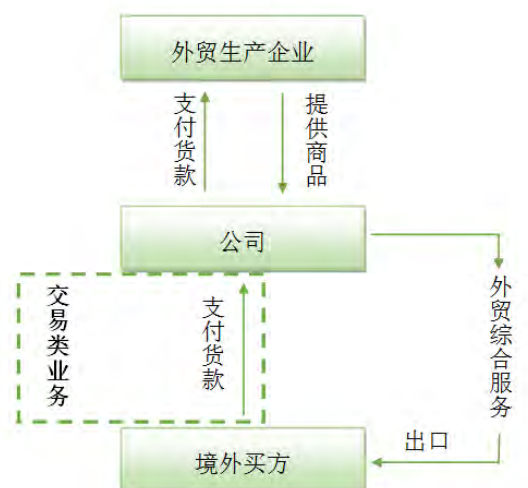 外贸生产企业
支付货款
提供商品
公司
交易类业务
支付货款
外贸综合服务
出口
境外买方